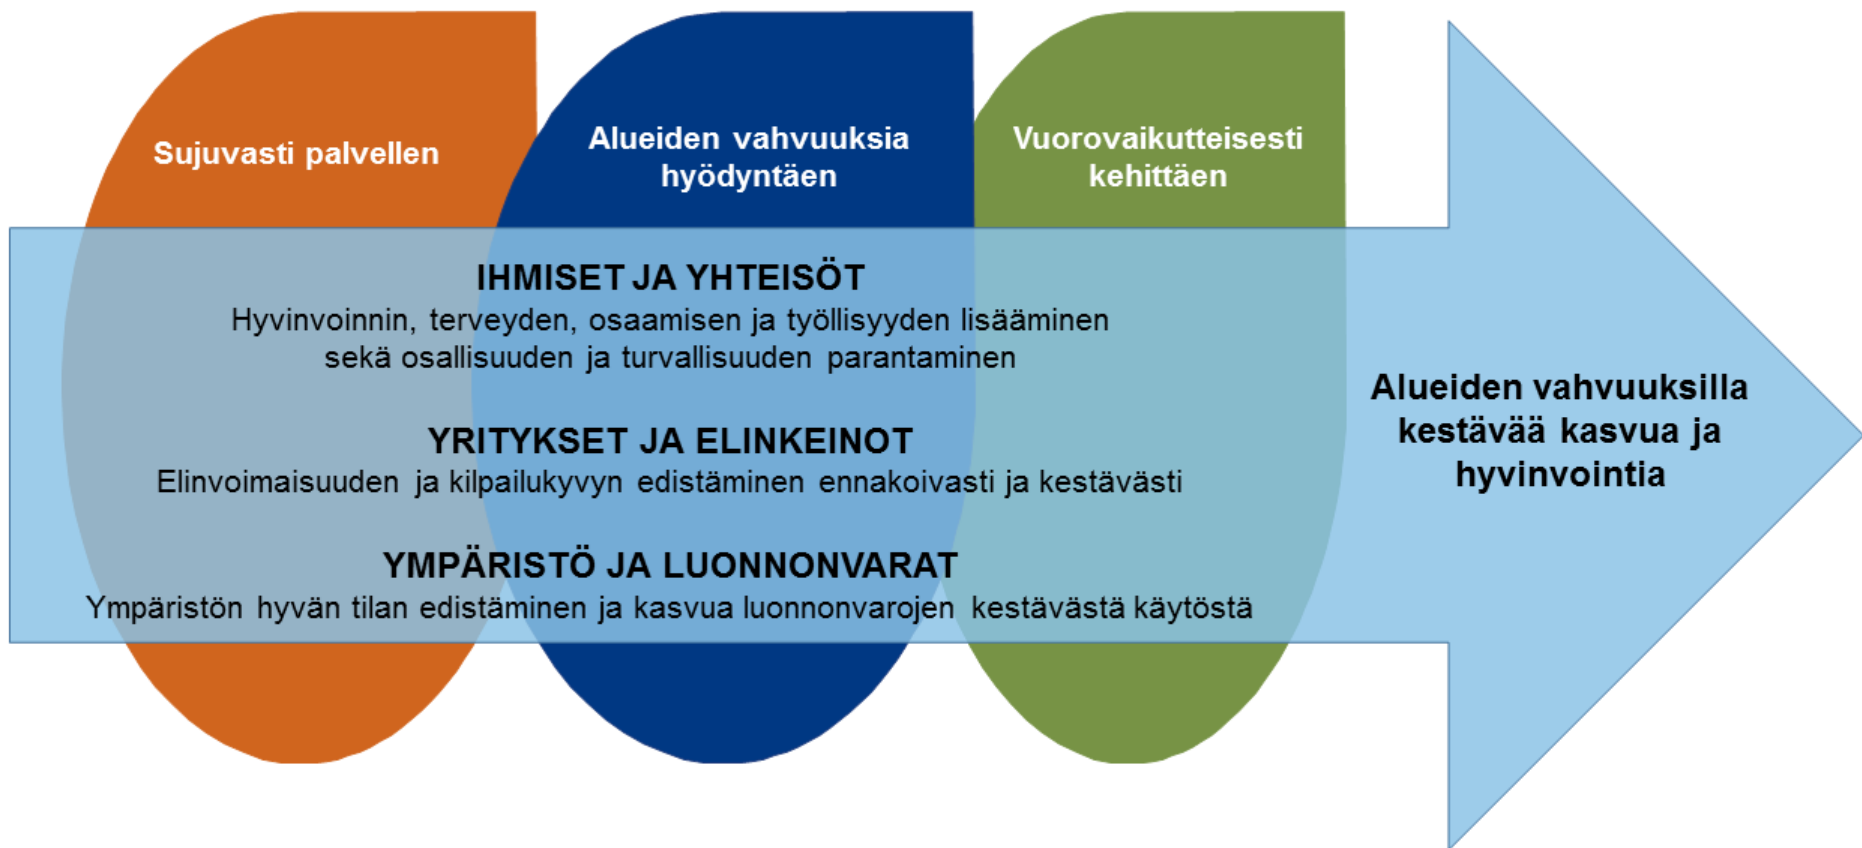 Sujuvasti palvellen
Alueiden vahvuuksia
hyödyntäen
Vuorovaikutteisesti
kehittäen
IHMISET JA YHTEISÖT
Hyvinvoinnin, terveyden, osaamisen ja työllisyyden lisääminen
sekä osallisuuden ja turvallisuuden parantaminen
YRITYKSET JA ELINKEINOT
Elinvoimaisuuden ja kilpailukyvyn edistäminen ennakoivasti ja kestävästi
YMPÄRISTÖ JA LUONNONVARAT
Ympäristön hyvän tilan edistäminen ja kasvua luonnonvarojen kestävästä käytöstä
Alueiden vahvuuksilla
kestävää kasvua ja
hyvinvointia